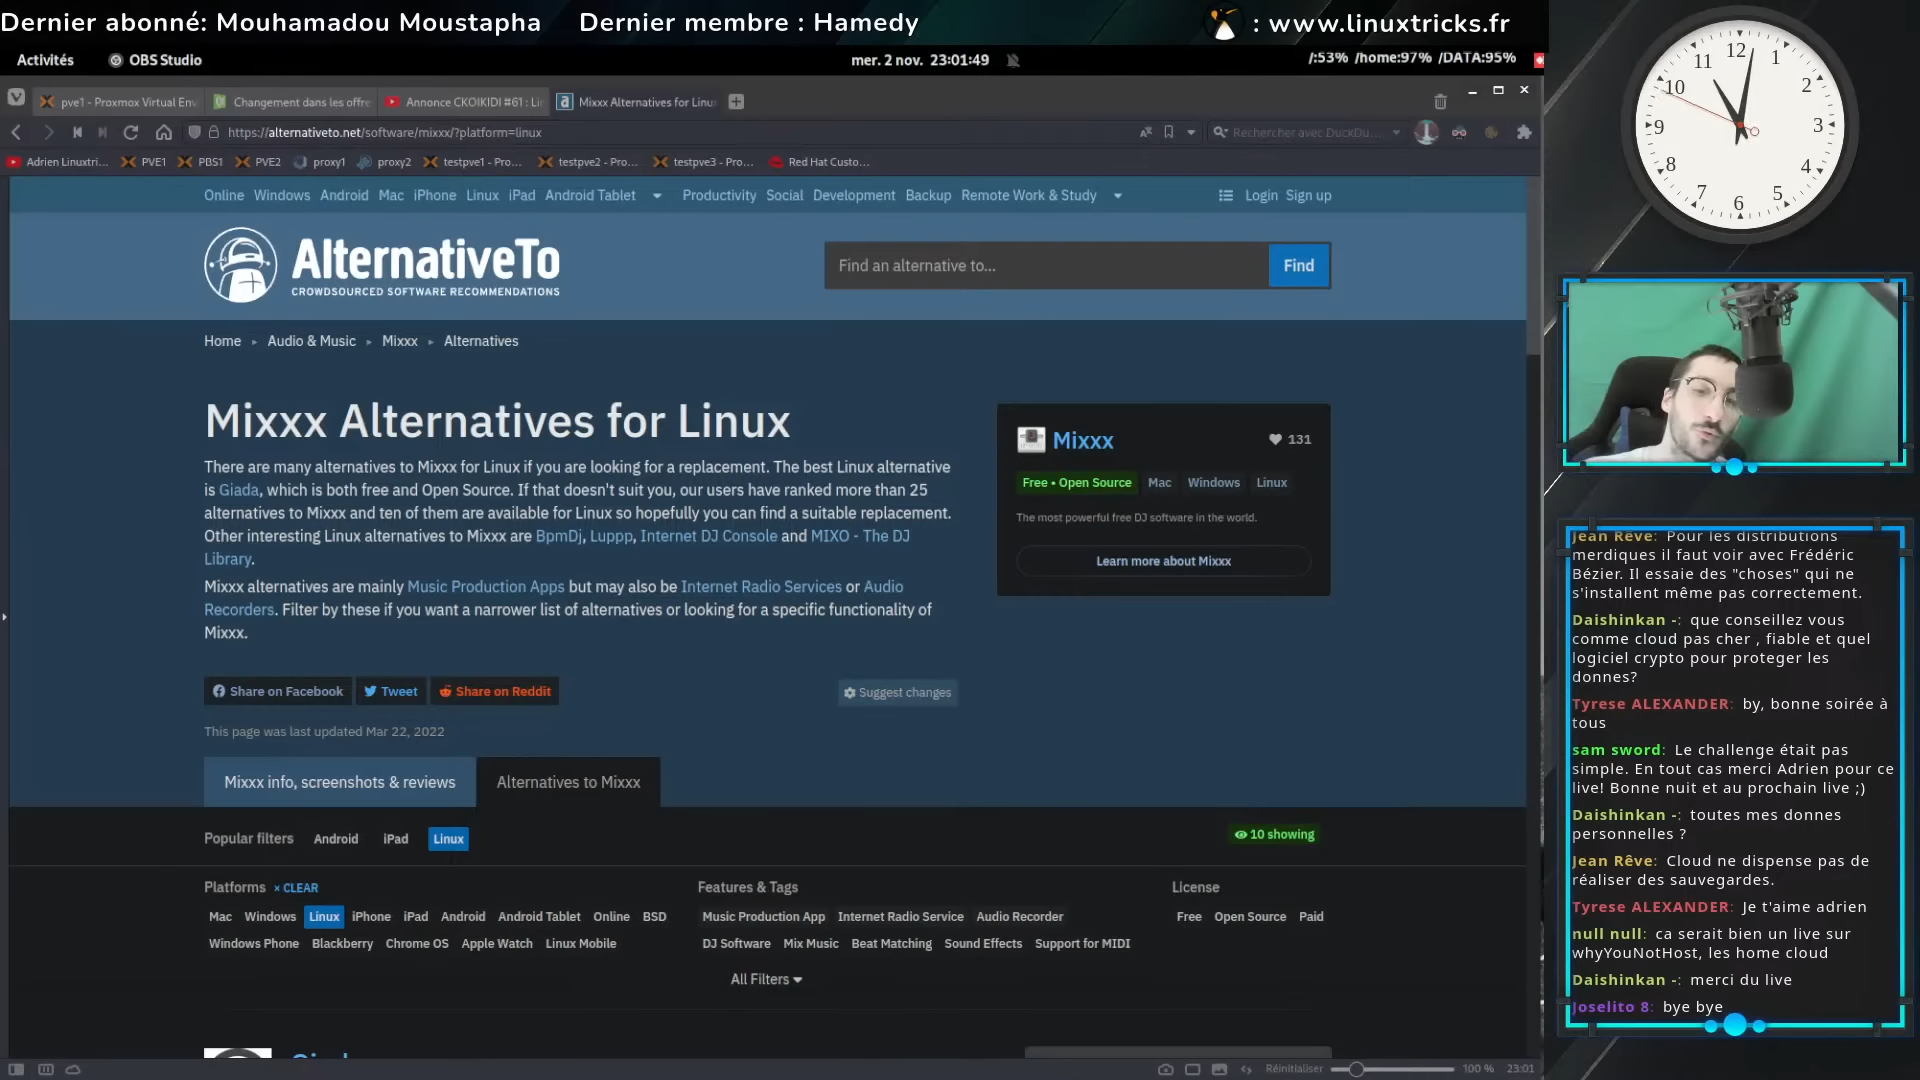 Dernier abonné: Mouhamadou Moustapha Dernier membre : Hamedy : www.linuxtricks.fr
Activités OBS Studio mer. 2 nov. 23:01:49 /:53% /home:97% /DATA:95%
pve1 - Proxmox Virtual Env Changement dans les offre Annonce CKOIKIDI #61 : Li Mixxx Alternatives for Linux
https://alternativeto.net/software/mixxx/?platform=linux Rechercher avec DuckDu...
Adrien Linuxtri... PVE1 PBS1 PVE2 proxy1 proxy2 testpve1 - Pro... testpve2 - Pro... testpve3 - Pro... Red Hat Custo...
Online Windows Android Mac iPhone Linux iPad Android Tablet Productivity Social Development Backup Remote Work & Study Login Sign up
AlternativeTo
CROWDSOURCED SOFTWARE RECOMMENDATIONS
Find an alternative to... Find
Home Audio & Music Mixxx Alternatives
Mixxx Alternatives for Linux
There are many alternatives to Mixxx for Linux if you are looking for a replacement. The best Linux alternative
is Giada, which is both free and Open Source. If that doesn't suit you, our users have ranked more than 25
alternatives to Mixxx and ten of them are available for Linux so hopefully you can find a suitable replacement.
Other interesting Linux alternatives to Mixxx are BpmDj, Luppp, Internet DJ Console and MIXO - The DJ
Library.
Mixxx alternatives are mainly Music Production Apps but may also be Internet Radio Services or Audio
Recorders. Filter by these if you want a narrower list of alternatives or looking for a specific functionality of
Mixxx.
Mixxx 131
Free • Open Source Mac Windows Linux
The most powerful free DJ software in the world.
Learn more about Mixxx
Share on Facebook Tweet Share on Reddit Suggest changes
This page was last updated Mar 22, 2022
Mixxx info, screenshots & reviews Alternatives to Mixxx
Popular filters Android iPad Linux 10 showing
Platforms × CLEAR
Mac Windows Linux iPhone iPad Android Android Tablet Online BSD
Windows Phone Blackberry Chrome OS Apple Watch Linux Mobile
Features & Tags
Music Production App Internet Radio Service Audio Recorder
DJ Software Mix Music Beat Matching Sound Effects Support for MIDI
License
Free Open Source Paid
All Filters
Réinitialiser 100 % 23:01
12 1 2 3 4 5 6 7 8 9 10 11
Jean Rêve: Pour les distributions
merdiques il faut voir avec Frédéric
Bézier. Il essaie des "choses" qui ne
s'installent même pas correctement.
Daishinkan -: que conseillez vous
comme cloud pas cher , fiable et quel
logiciel crypto pour proteger les
donnes?
Tyrese ALEXANDER: by, bonne soirée à
tous
sam sword: Le challenge était pas
simple. En tout cas merci Adrien pour ce
live! Bonne nuit et au prochain live ;)
Daishinkan -: toutes mes donnes
personnelles ?
Jean Rêve: Cloud ne dispense pas de
réaliser des sauvegardes.
Tyrese ALEXANDER: Je t'aime adrien
null null: ca serait bien un live sur
whyYouNotHost, les home cloud
Daishinkan -: merci du live
Joselito 8: bye bye